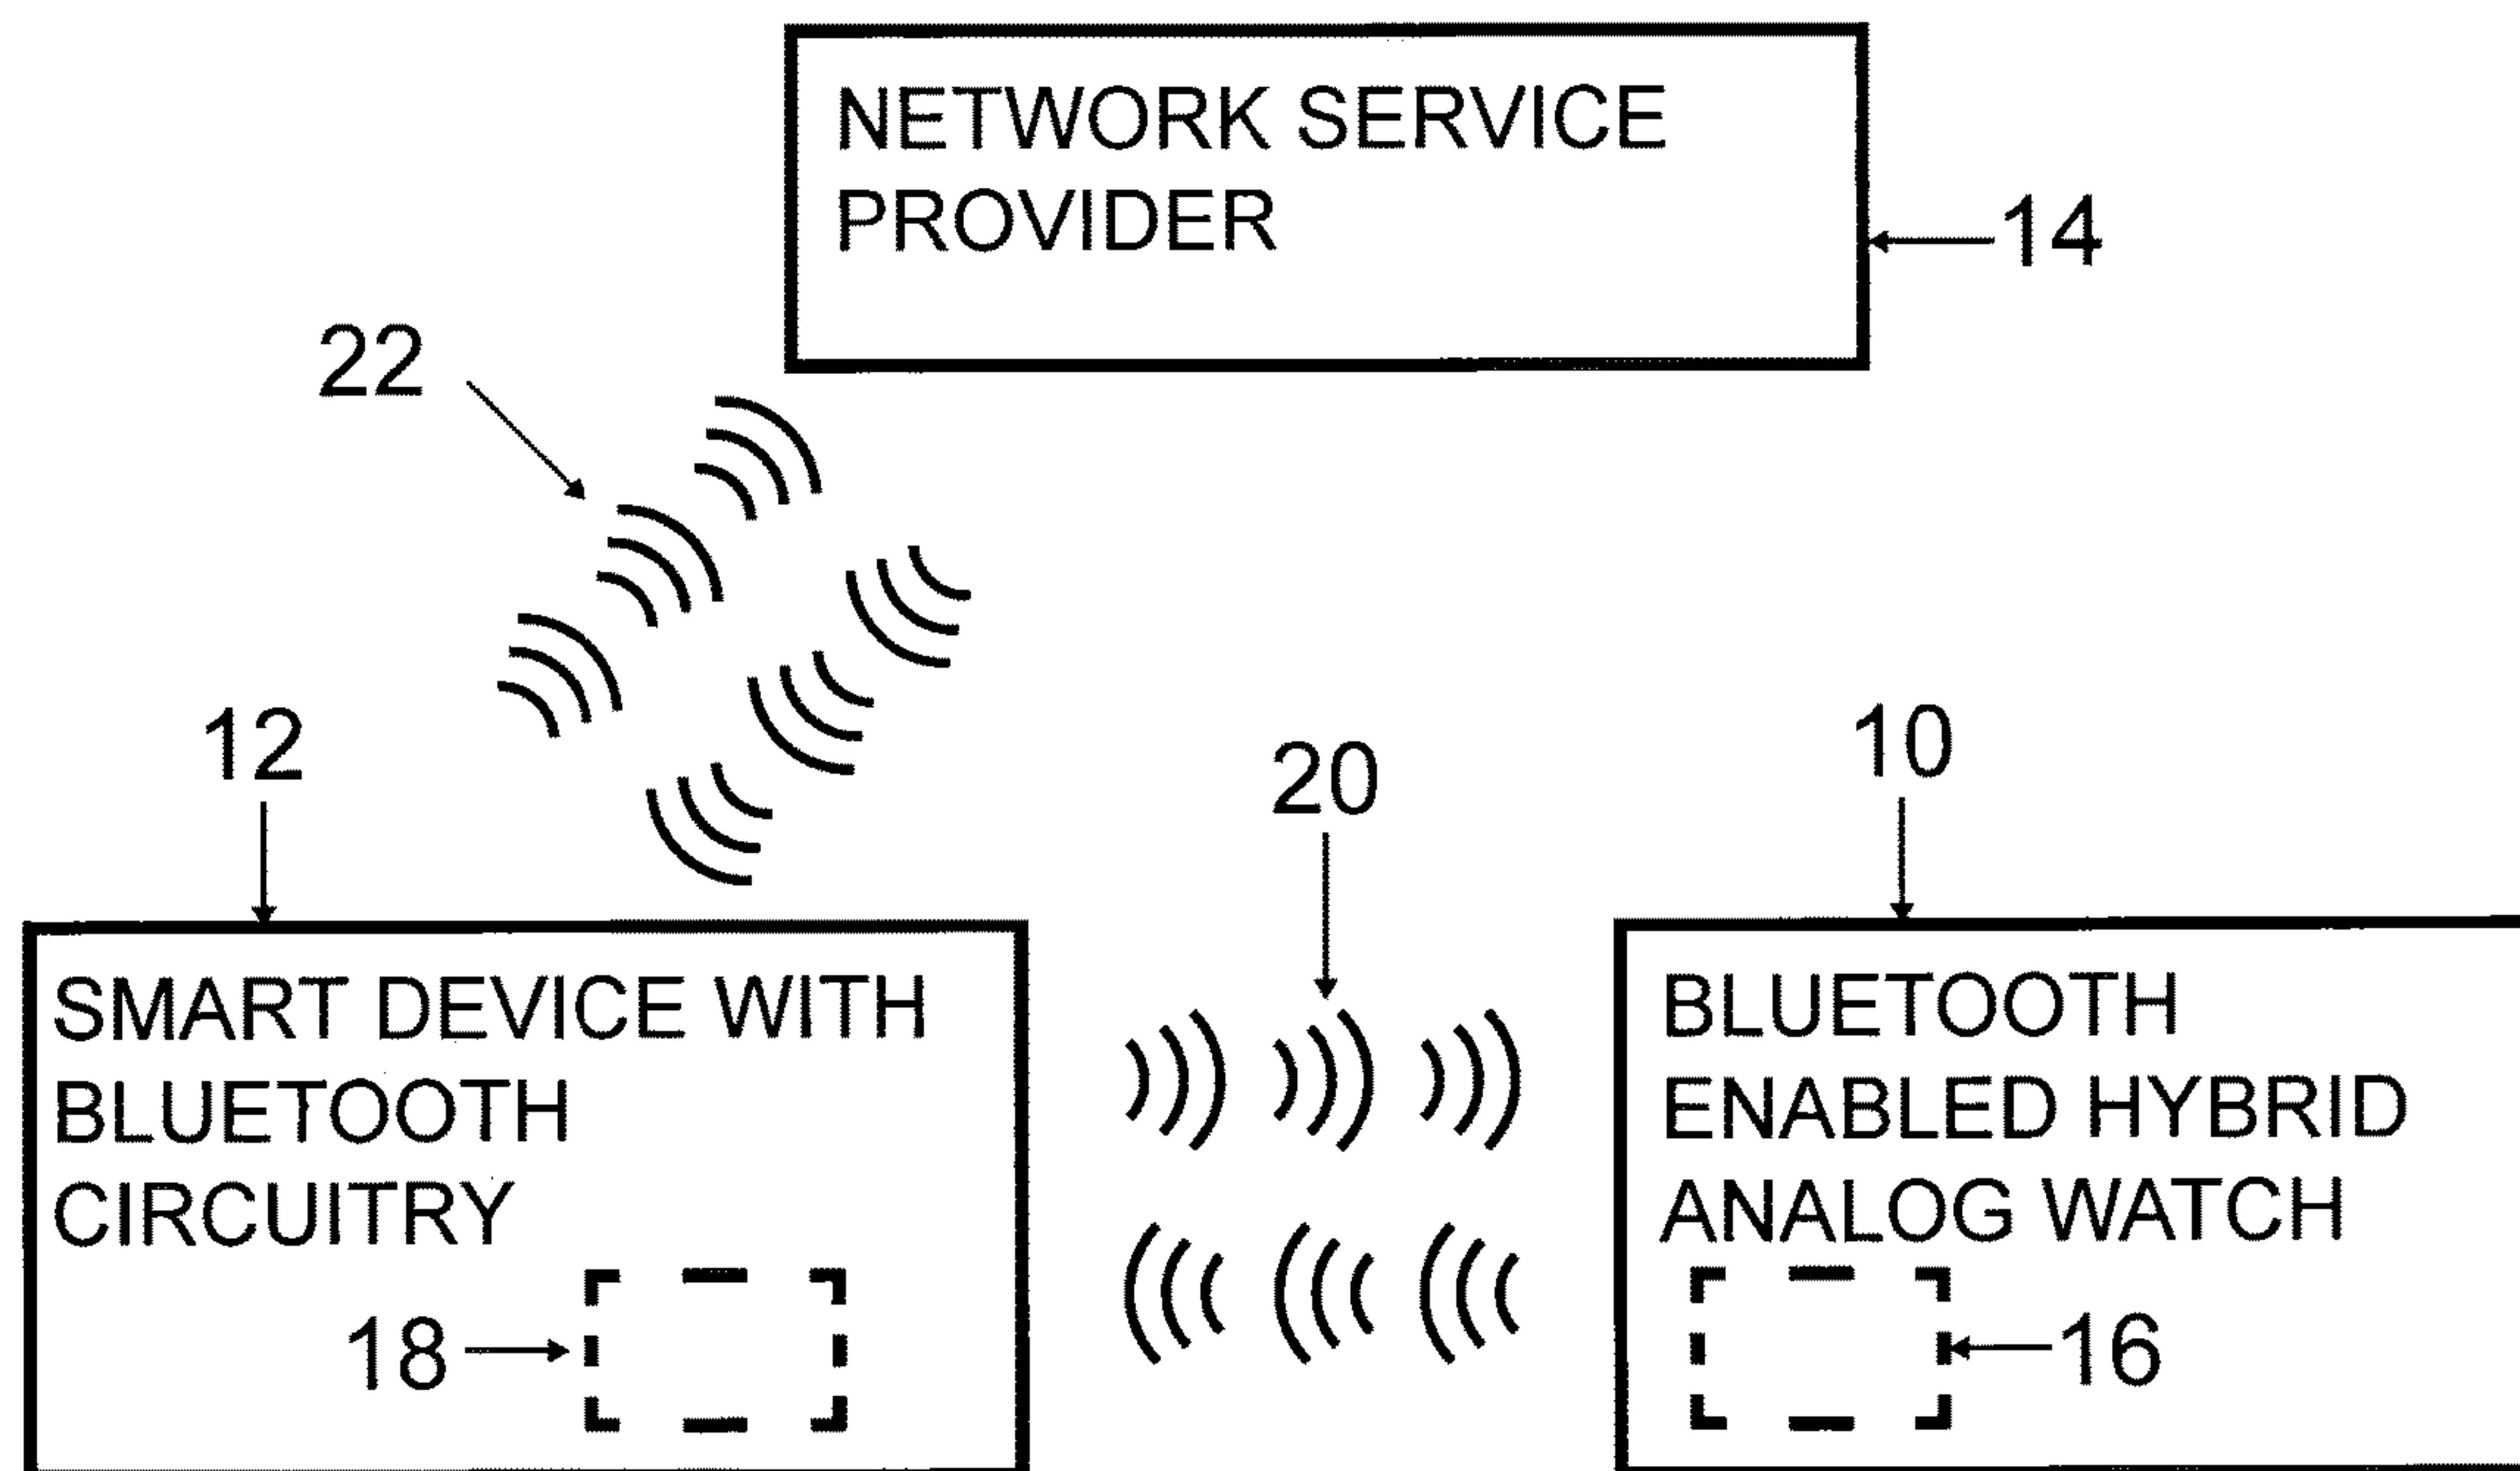 NETWORK SERVICE
PROVIDER
14
22
12
10
20
SMART DEVICE WITH
BLUETOOTH
CIRCUITRY
18
BLUETOOTH
ENABLED HYBRID
ANALOG WATCH
16